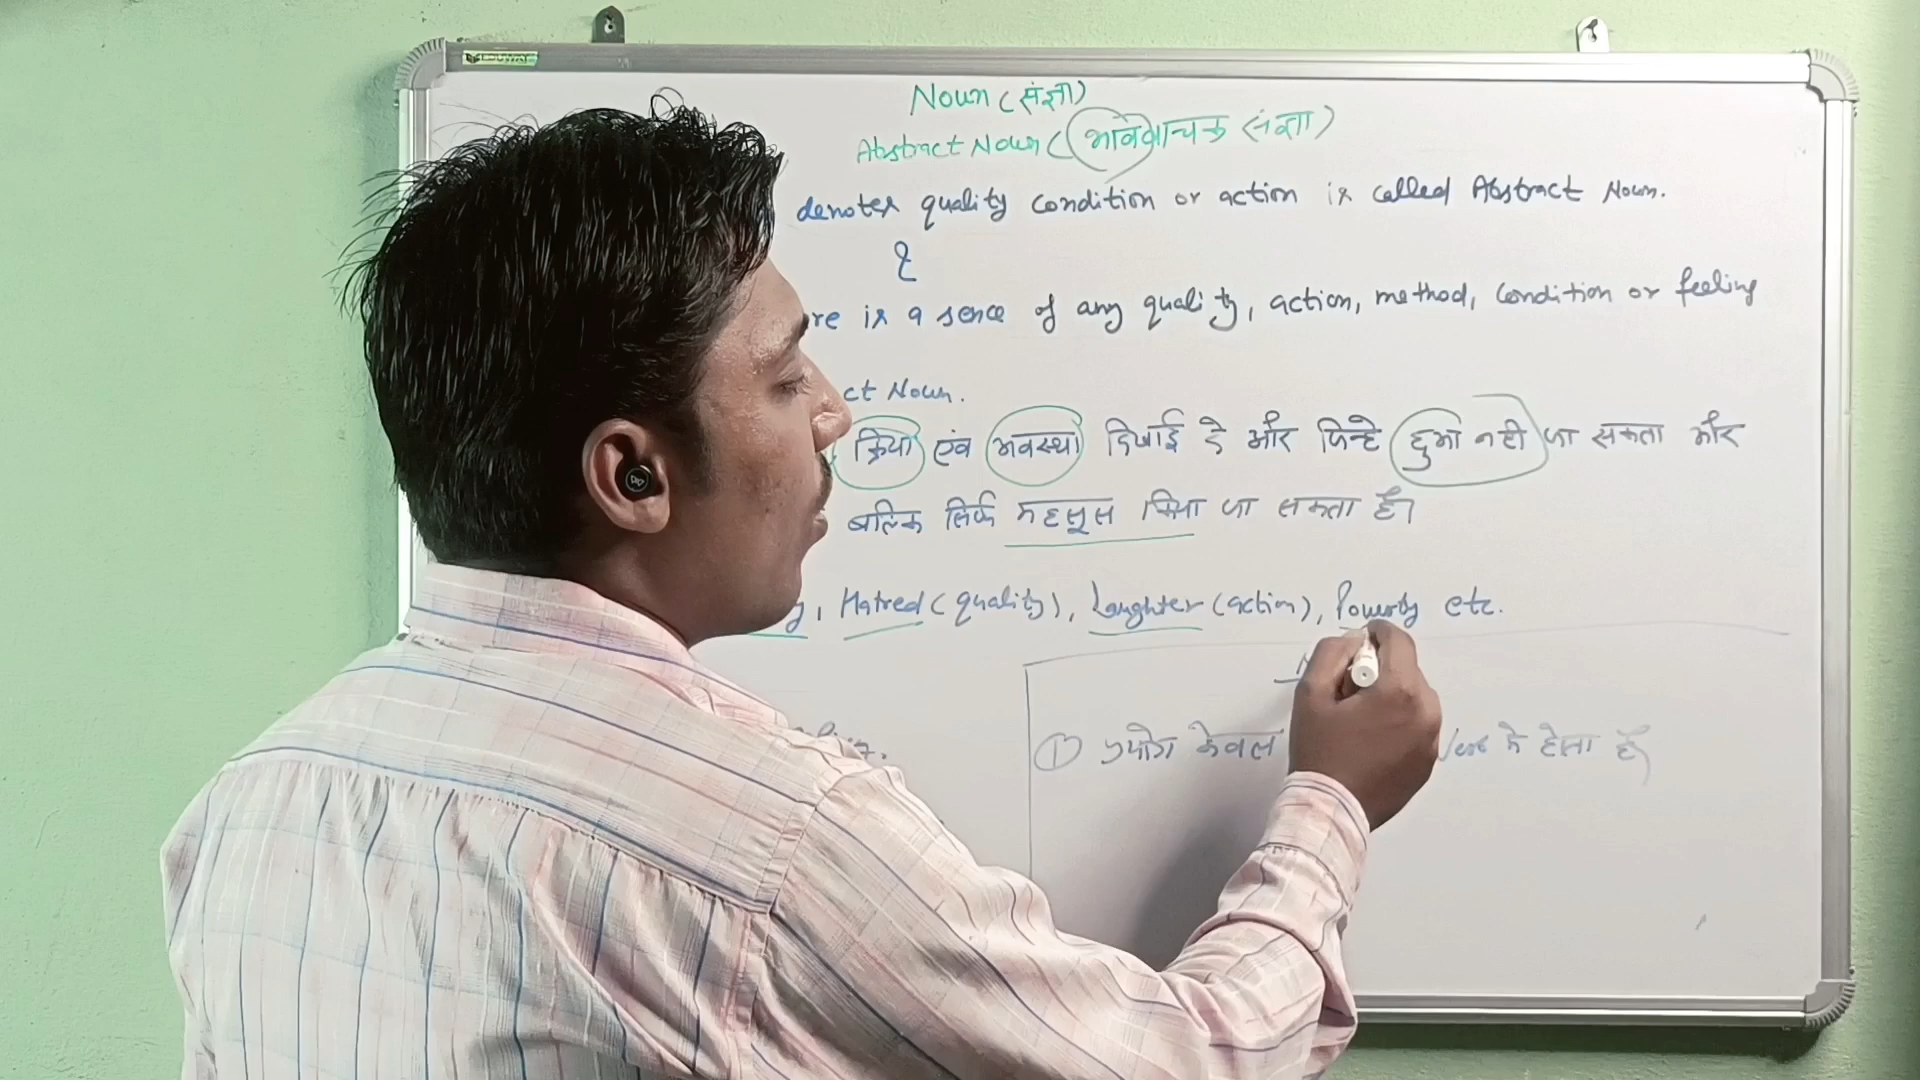 Noun (संज्ञा)
Abstract Noun (भाववाचक संज्ञा)
denotes quality condition or action is called Abstract Noun.
re is a sence of any quality, action, method, condition or feeling
ct Noun.
क्रिया एंव अवस्था दिखाई दे और जिन्हे छुआ नही जा सकता और
बल्कि सिर्फ महसूस किया जा सकता है।
, Hatred (quality), Laughter (action), Poverty etc.
① प्रयोग केवल में होता है